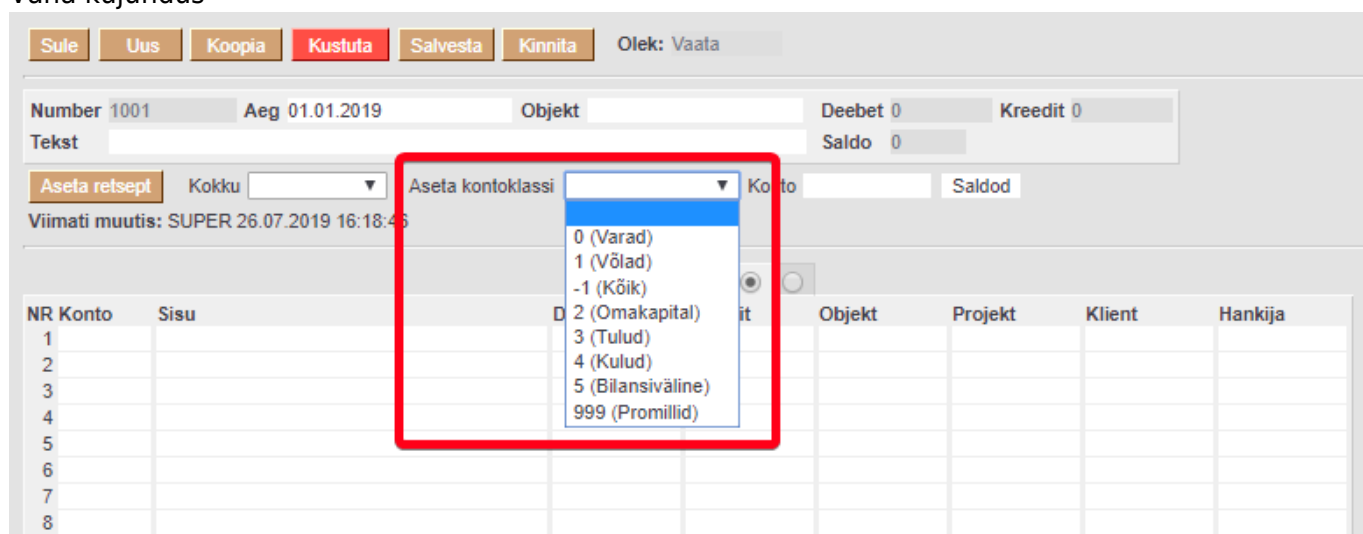 Sule Uus Koopia Kustuta Salvesta Kinnita Olek: Vaata
Number 1001 Aeg 01.01.2019 Objekt Deebet 0 Kreedit 0
Tekst Saldo 0
Aseta retsept Kokku Aseta kontoklassi Saldod
Viimati muutis: SUPER 26.07.2019 16:18:46
0 (Varad)
1 (Võlad)
-1 (Kõik)
2 (Omakapital)
3 (Tulud)
4 (Kulud)
5 (Bilansiväline)
999 (Promillid)
NR Konto Sisu Objekt Projekt Klient Hankija
1
2
3
4
5
6
7
8